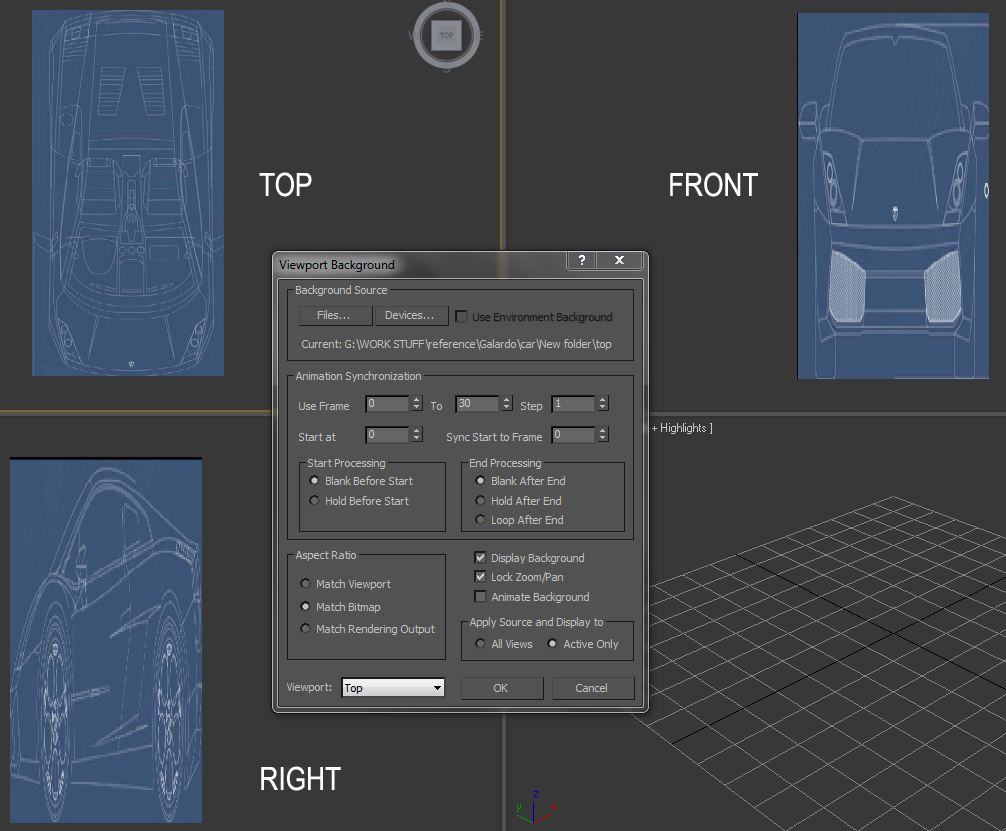 TOP
TOP
FRONT
Viewport Background
? X
Background Source
Files... Devices... Use Environment Background
Current: G:\WORK STUFF\reference\Galardo\car\New folder\top
Animation Synchronization
Use Frame 0 To 30 Step 1
Start at 0 Sync Start to Frame 0
Start Processing End Processing
Blank Before Start Blank After End
Hold Before Start Hold After End
Loop After End
Aspect Ratio
Match Viewport
Match Bitmap
Match Rendering Output
Display Background
Lock Zoom/Pan
Animate Background
Apply Source and Display to
All Views Active Only
Viewport: Top OK Cancel
+ Highlights ]
RIGHT
z
y
x